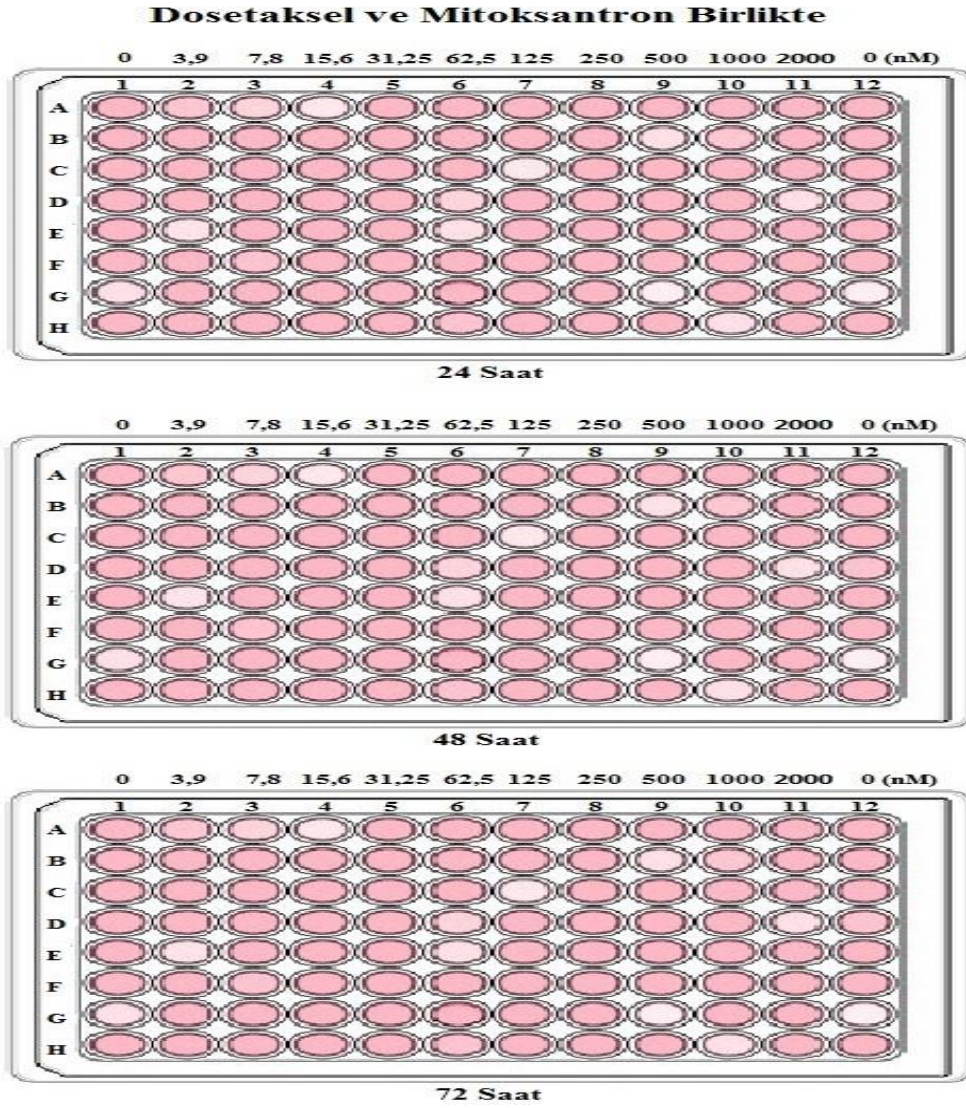 Dosetaksel ve Mitoksantron Birlikte
0 3,9 7,8 15,6 31,25 62,5 125 250 500 1000 2000 0 (nM)
1 2 3 4 5 6 7 8 9 10 11 12
A
B
C
D
E
F
G
H
24 Saat
0 3,9 7,8 15,6 31,25 62,5 125 250 500 1000 2000 0 (nM)
1 2 3 4 5 6 7 8 9 10 11 12
A
B
C
D
E
F
G
H
48 Saat
0 3,9 7,8 15,6 31,25 62,5 125 250 500 1000 2000 0 (nM)
1 2 3 4 5 6 7 8 9 10 11 12
A
B
C
D
E
F
G
H
72 Saat